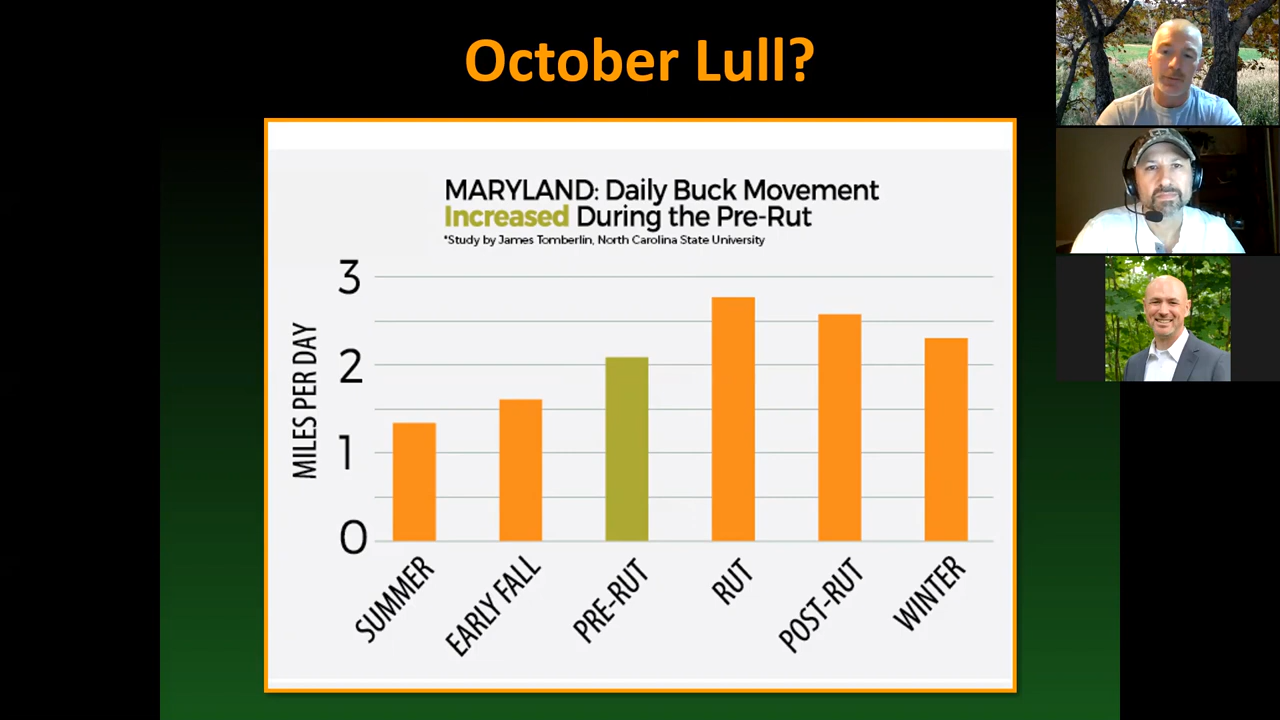 October Lull?
MARYLAND: Daily Buck Movement
Increased During the Pre-Rut
*Study by James Tomberlin, North Carolina State University
MILES PER DAY
3
2
1
0
SUMMER
EARLY FALL
PRE-RUT
RUT
POST-RUT
WINTER